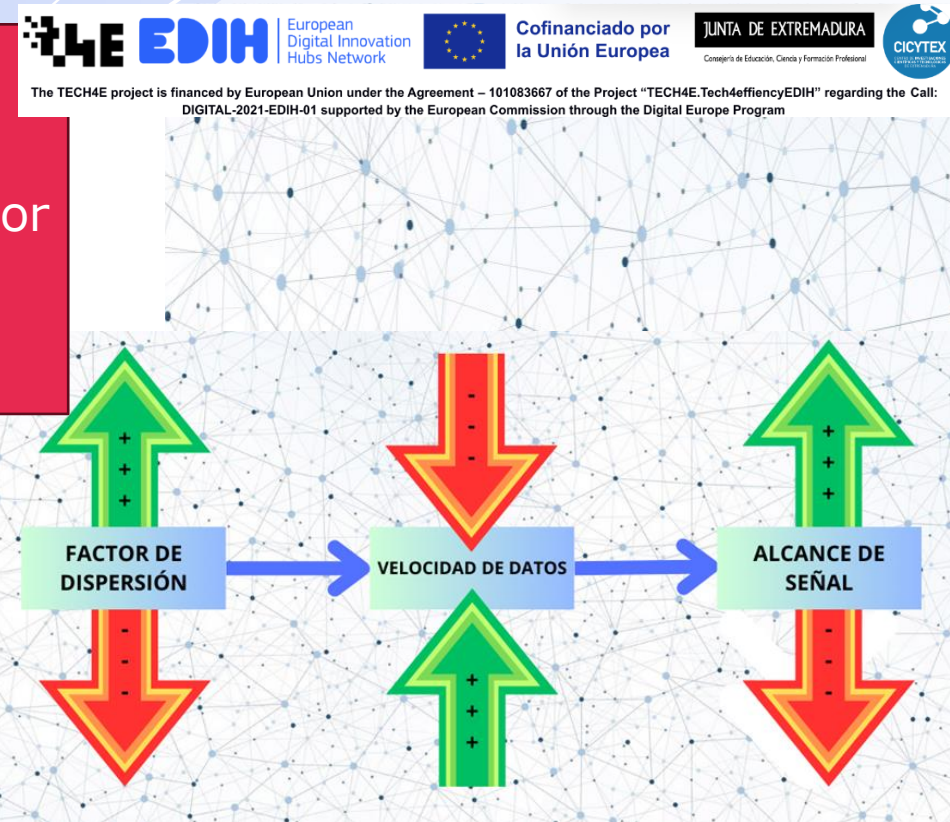 t4E EDIH European
Digital Innovation
Hubs Network
Cofinanciado por
la Unión Europea
JUNTA DE EXTREMADURA
Consejería de Educación, Ciencia y Formación Profesional
CICYTEX
The TECH4E project is financed by European Union under the Agreement – 101083667 of the Project “TECH4E.Tech4effiencyEDIH” regarding the Call:
DIGITAL-2021-EDIH-01 supported by the European Commission through the Digital Europe Program
or
+
+
+
-
-
-
+
+
+
FACTOR DE
DISPERSIÓN
VELOCIDAD DE DATOS
ALCANCE DE
SEÑAL
-
-
-
+
+
+
-
-
-